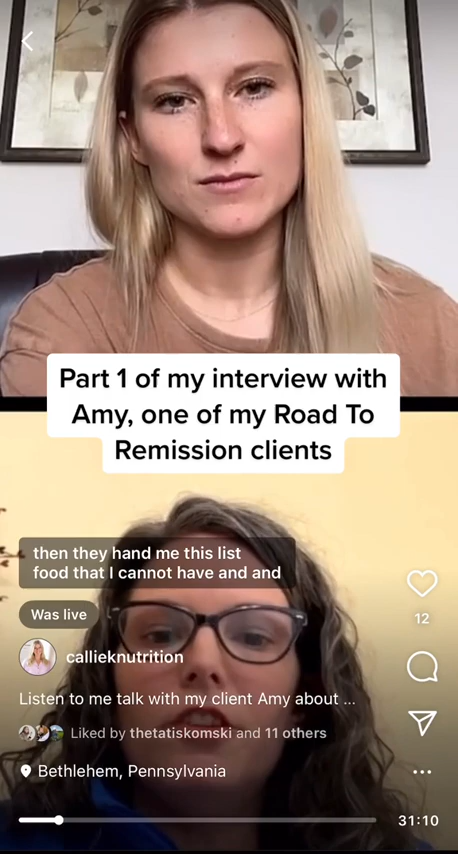 Part 1 of my interview with
Amy, one of my Road To
Remission clients
then they hand me this list
food that I cannot have and and
Was live
callieknutrition
12
Listen to me talk with my client Amy about ...
Liked by thetatiskomski and 11 others
Bethlehem, Pennsylvania
31:10